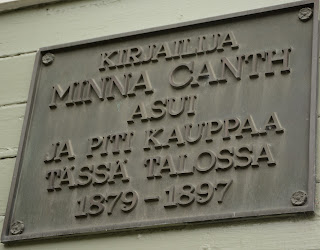 KIRJAILIJA
MINNA CANTH
ASUI
JA PITI KAUPPAA
TÄSSÄ TALOSSA
1879-1897